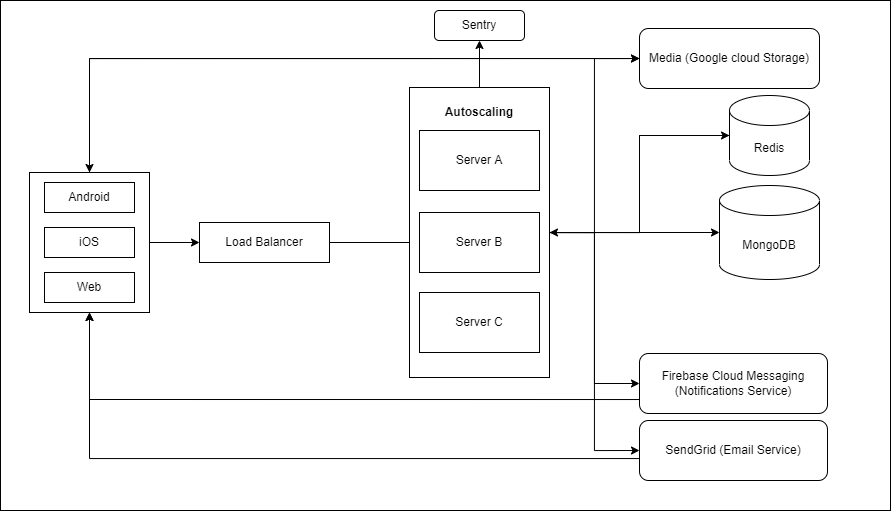 Sentry
Media (Google cloud Storage)
Autoscaling
Redis
Server A
Android
iOS
Load Balancer
Server B
MongoDB
Web
Server C
Firebase Cloud Messaging
(Notifications Service)
SendGrid (Email Service)